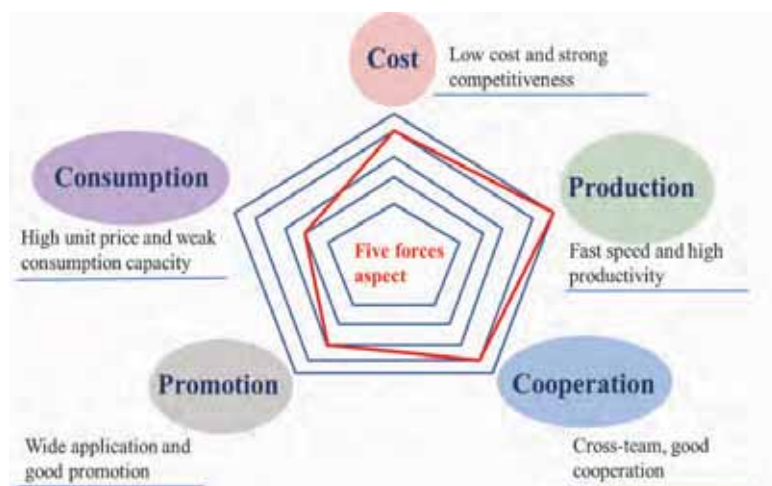 Cost
Low cost and strong
competitiveness
Consumption
High unit price and weak
consumption capacity
Production
Fast speed and high
productivity
Five forces
aspect
Promotion
Wide application and
good promotion
Cooperation
Cross-team, good
cooperation